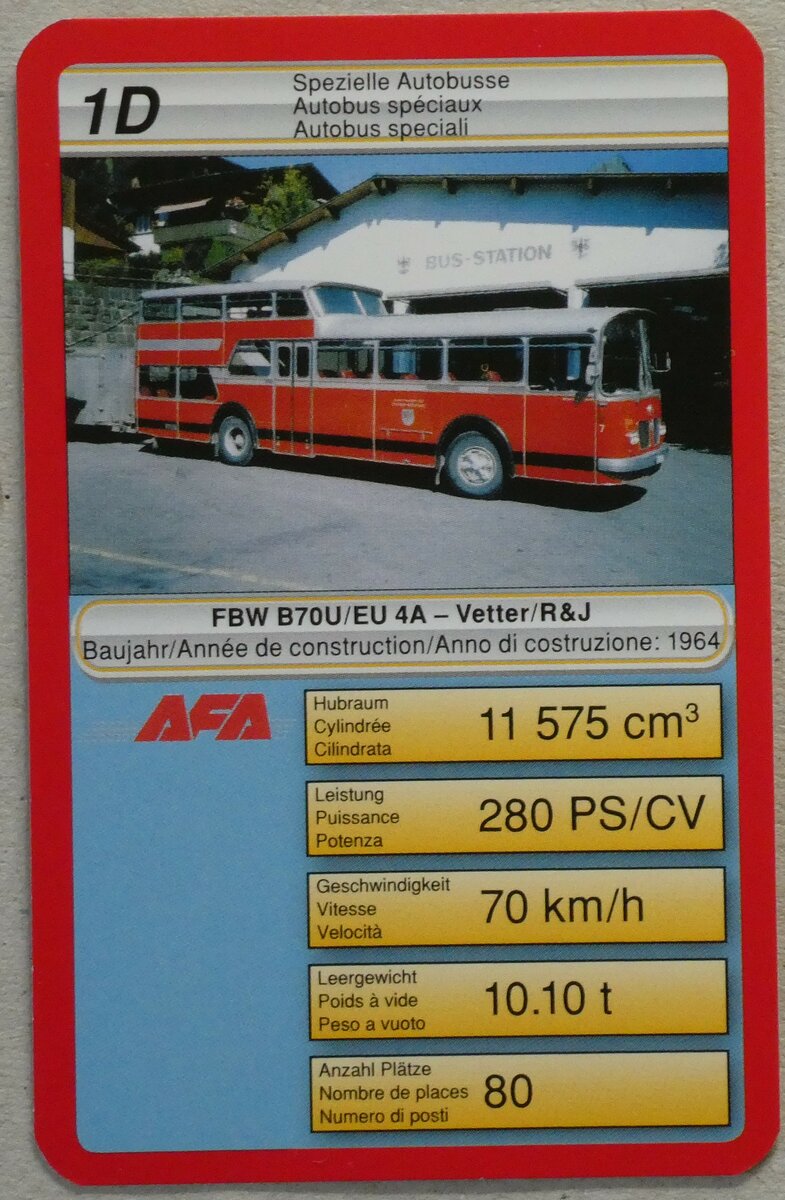 1D
Spezielle Autobusse
Autobus spéciaux
Autobus speciali
BUS-STATION
7
FBW B70U/EU 4A – Vetter/R&J
Baujahr/Année de construction/Anno di costruzione: 1964
AFA
Hubraum
Cylindrée
Cilindrata
11 575 cm³
Leistung
Puissance
Potenza
280 PS/CV
Geschwindigkeit
Vitesse
Velocità
70 km/h
Leergewicht
Poids à vide
Peso a vuoto
10.10 t
Anzahl Plätze
Nombre de places
Numero di posti
80